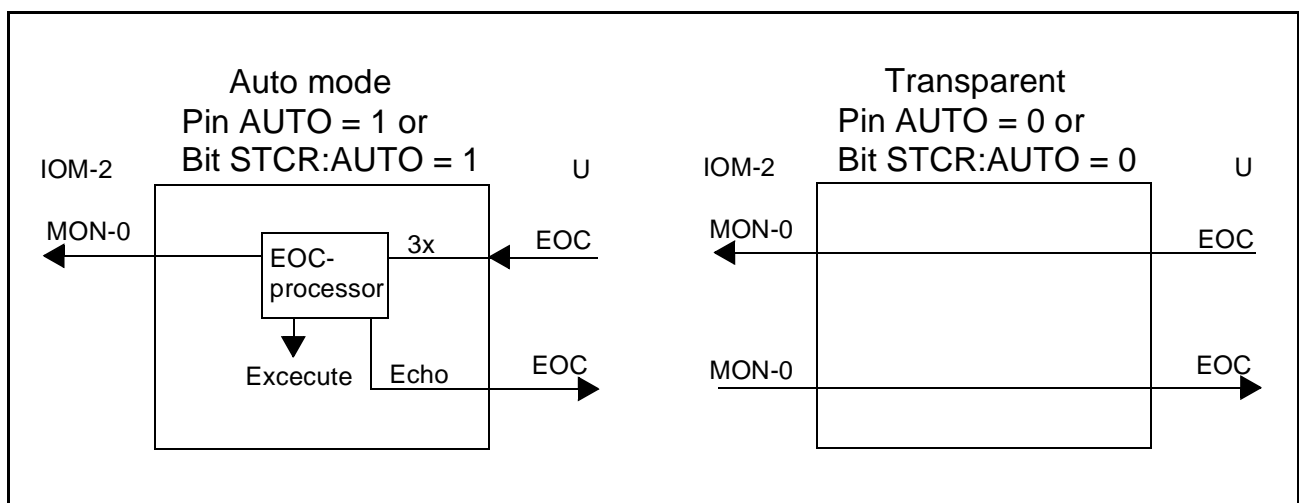 Auto mode
Pin AUTO = 1 or
Bit STCR:AUTO = 1
IOM-2
U
MON-0
EOC-
processor
3x
EOC
Excecute
Echo
EOC
Transparent
Pin AUTO = 0 or
Bit STCR:AUTO = 0
IOM-2
U
MON-0
EOC
MON-0
EOC